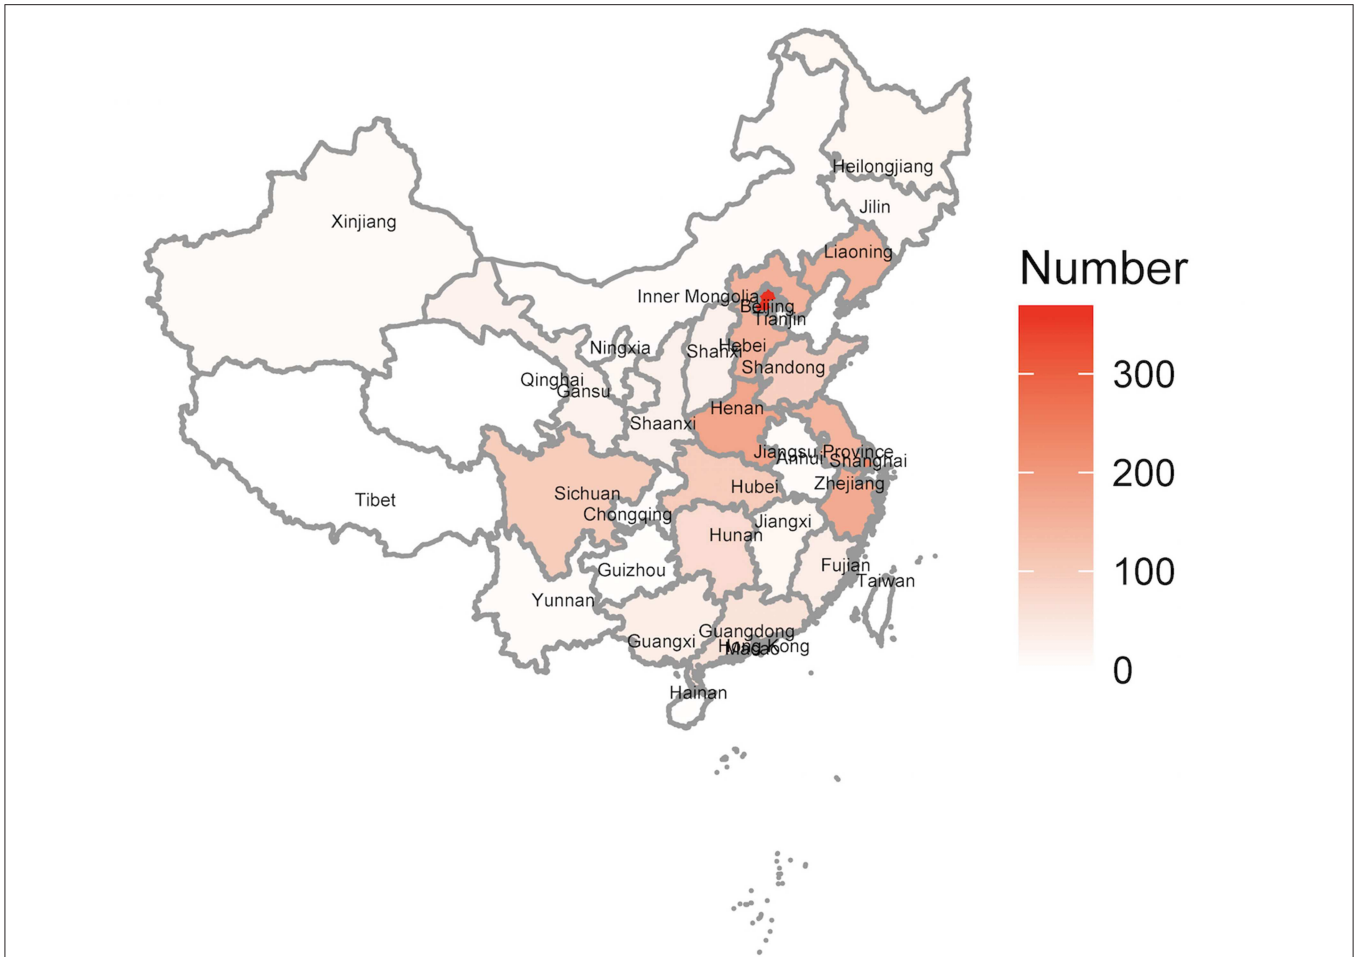 Heilongjiang
Jilin
Xinjiang
Liaoning
Number
Inner Mongolia
Beijing
Tianjin
Ningxia
Shanxi
Hebei
Shandong
300
Qinghai
Gansu
Henan
Shaanxi
Jiangsu Province
Anhui
Shanghai
200
Zhejiang
Hubei
Sichuan
Tibet
Chongqing
Jiangxi
Hunan
Fujian
100
Guizhou
Taiwan
Yunnan
Guangdong
Guangxi
Hong Kong
Macao
0
Hainan